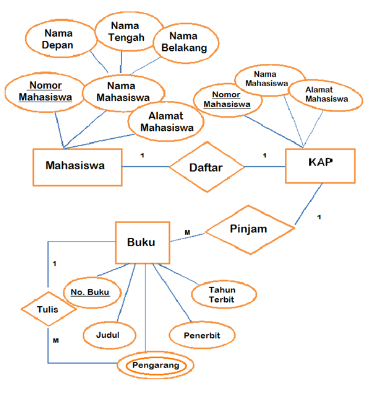 Nama
Depan
Nama
Tengah
Nama
Belakang
Nomor
Mahasiswa
Nama
Mahasiswa
Alamat
Mahasiswa
Nomor
Mahasiswa
Nama
Mahasiswa
Alamat
Mahasiswa
Mahasiswa
1
Daftar
1
KAP
1
Pinjam
M
Buku
1
Tulis
M
No. Buku
Judul
Pengarang
Penerbit
Tahun
Terbit